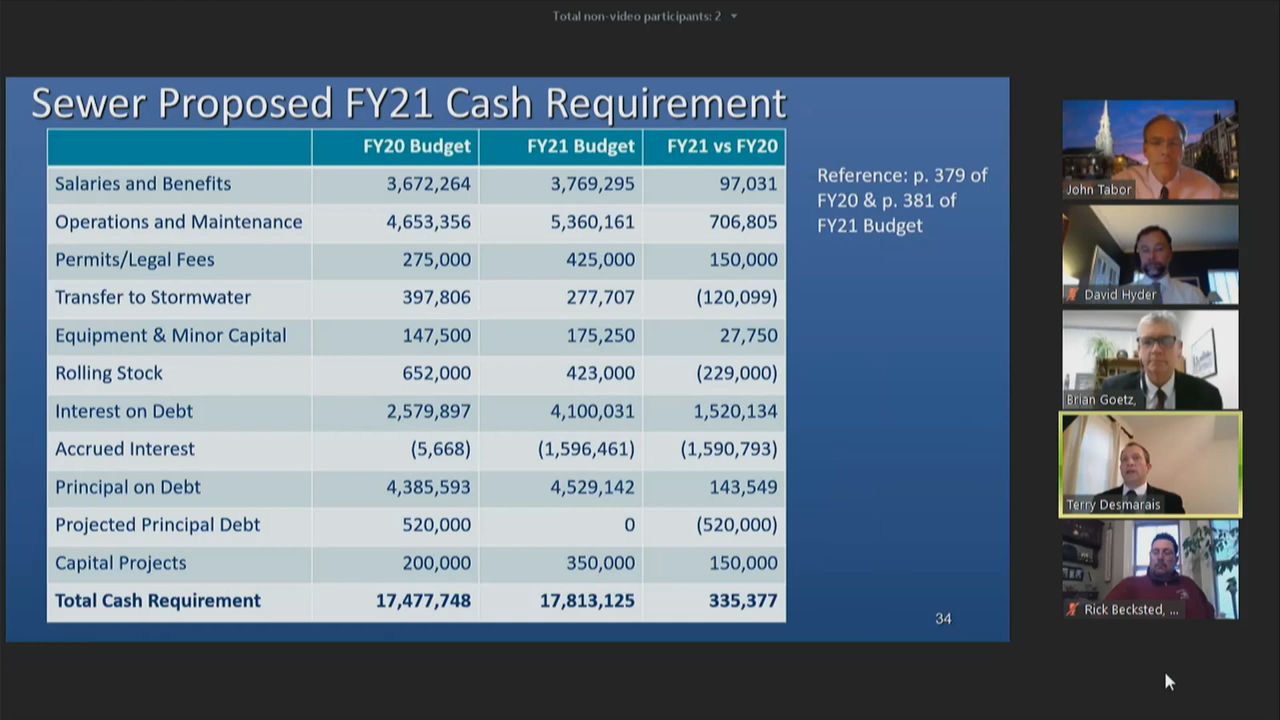 Total non-video participants: 2
Sewer Proposed FY21 Cash Requirement
FY20 Budget FY21 Budget FY21 vs FY20
Salaries and Benefits 3,672,264 3,769,295 97,031
Operations and Maintenance 4,653,356 5,360,161 706,805
Permits/Legal Fees 275,000 425,000 150,000
Transfer to Stormwater 397,806 277,707 (120,099)
Equipment & Minor Capital 147,500 175,250 27,750
Rolling Stock 652,000 423,000 (229,000)
Interest on Debt 2,579,897 4,100,031 1,520,134
Accrued Interest (5,668) (1,596,461) (1,590,793)
Principal on Debt 4,385,593 4,529,142 143,549
Projected Principal Debt 520,000 0 (520,000)
Capital Projects 200,000 350,000 150,000
Total Cash Requirement 17,477,748 17,813,125 335,377
Reference: p. 379 of
FY20 & p. 381 of
FY21 Budget
34
John Tabor
David Hyder
Brian Goetz,
Terry Desmarais
Rick Becksted, ...